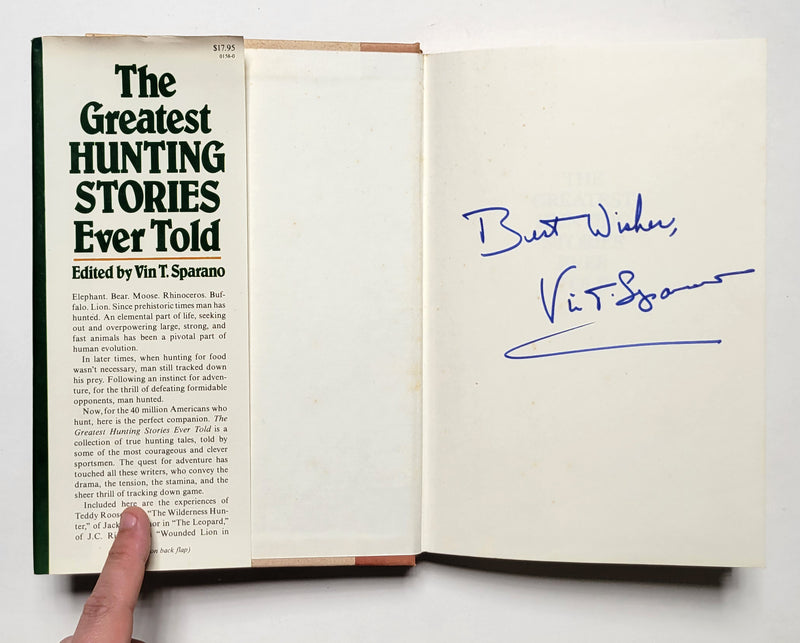 $17.95
0158-0
The
Greatest
HUNTING
STORIES
Ever Told
Edited by Vin T. Sparano
Elephant. Bear. Moose. Rhinoceros. Buf-
falo. Lion. Since prehistoric times man has
hunted. An elemental part of life, seeking
out and overpowering large, strong, and
fast animals has been a pivotal part of
human evolution.
In later times, when hunting for food
wasn't necessary, man still tracked down
his prey. Following an instinct for adven-
ture, for the thrill of defeating formidable
opponents, man hunted.
Now, for the 40 million Americans who
hunt, here is the perfect companion. The
Greatest Hunting Stories Ever Told is a
collection of true hunting tales, told by
some of the most courageous and clever
sportsmen. The quest for adventure has
touched all these writers, who convey the
drama, the tension, the stamina, and the
sheer thrill of tracking down game.
Included here are the experiences of
Teddy Roos "The Wilderness Hun-
ter," of Jack or in "The Leopard,"
of J.C. Ri "Wounded Lion in
on back flap)
Best Wishes,
Vin T. Sparano
THE
GREATEST